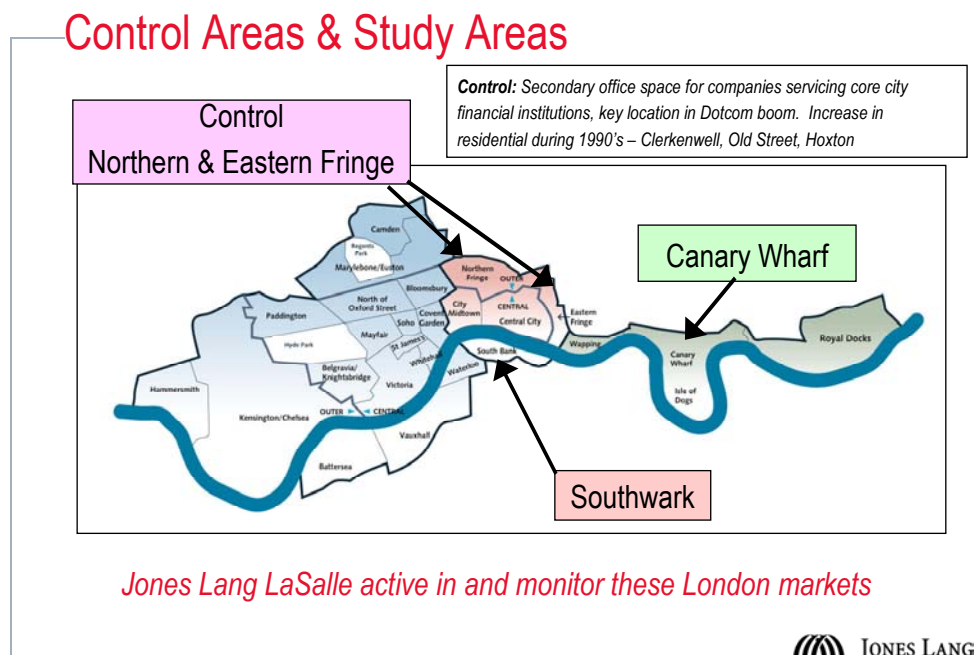 Control Areas & Study Areas
Control: Secondary office space for companies servicing core city
financial institutions, key location in Dotcom boom.  Increase in
residential during 1990's – Clerkenwell, Old Street, Hoxton
Control
Northern & Eastern Fringe
Canary Wharf
Camden
Regents
Park
Marylebone/Euston
Northern
Fringe
OUTER
Bloomsbury
North of
Oxford Street
Paddington
City
Midtown
CENTRAL
Central City
Eastern
Fringe
Covent
Garden
Soho
Mayfair
St James's
Hyde Park
Whitehall
Waterloo
South Bank
Wapping
Canary
Wharf
Royal Docks
Belgravia/
Knightsbridge
Victoria
Hammersmith
Isle of
Dogs
Kensington/Chelsea
OUTER
CENTRAL
Vauxhall
Battersea
Southwark
Jones Lang LaSalle active in and monitor these London markets
JONES LANG